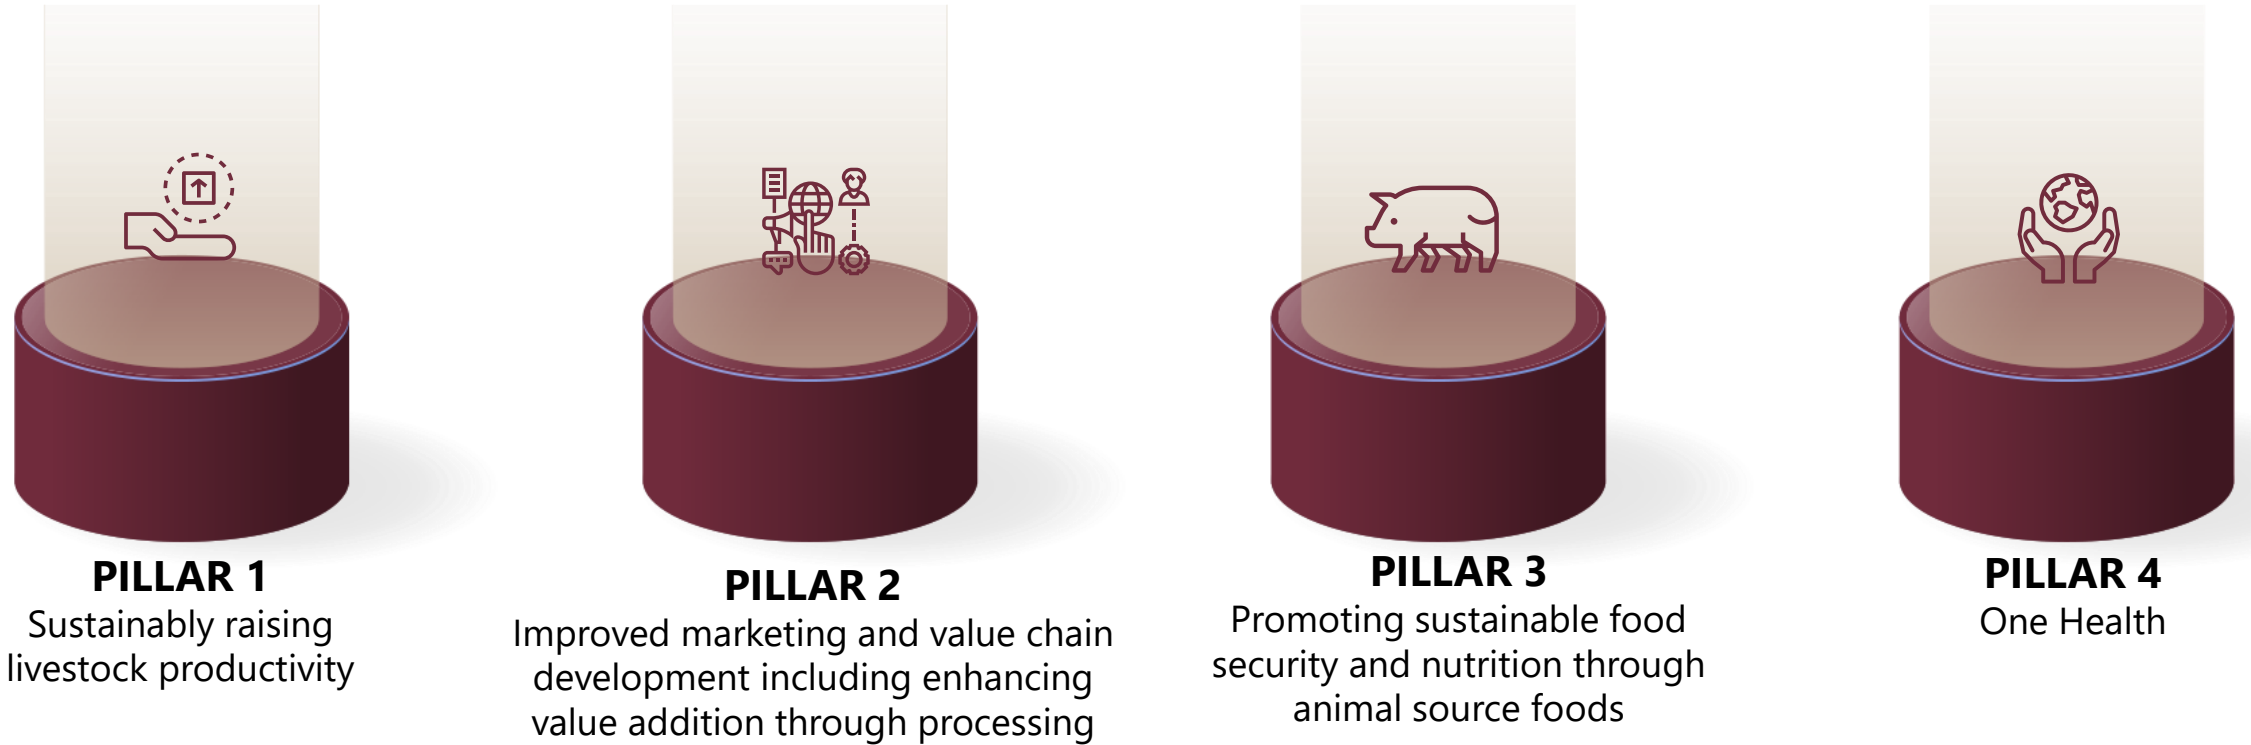 PILLAR 1
Sustainably raising
livestock productivity
PILLAR 2
Improved marketing and value chain
development including enhancing
value addition through processing
PILLAR 3
Promoting sustainable food
security and nutrition through
animal source foods
PILLAR 4
One Health